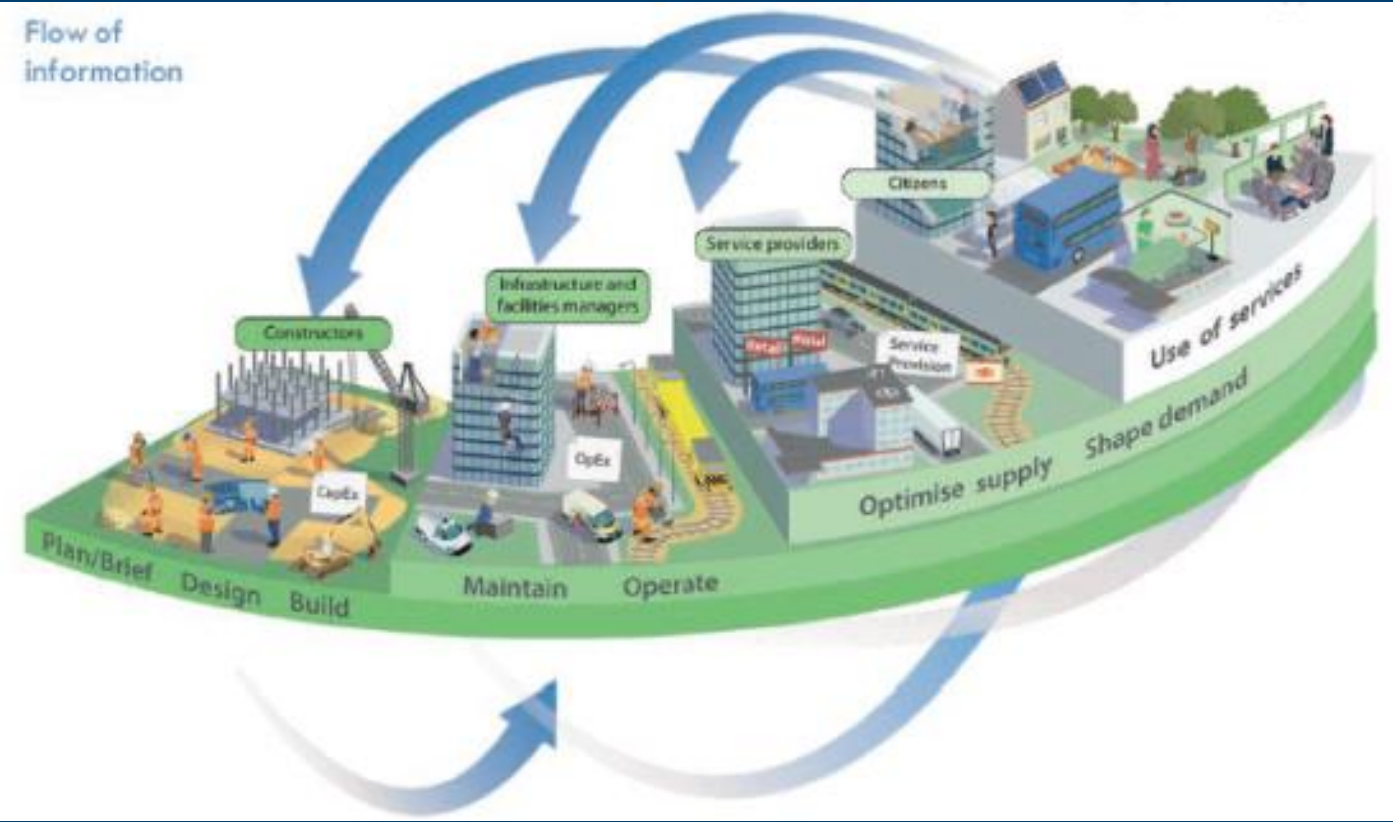 Flow of
information
Citizens
Service providers
Infrastructure and
facilities managers
Constructors
Retail
Service
Provision
OpEx
CapEx
Use of services
Shape demand
Optimise supply
Plan/Brief Design Build
Maintain Operate